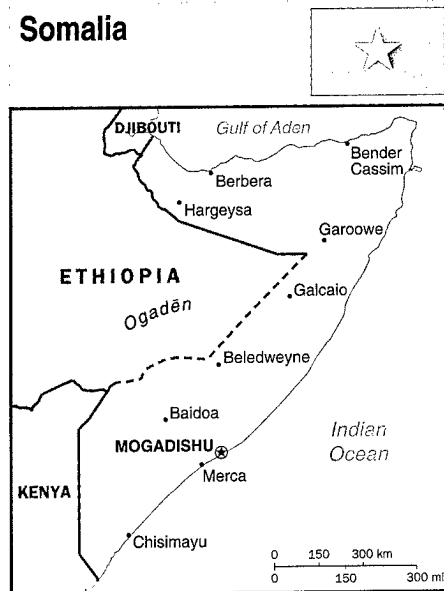 Somalia
DJIBOUTI
Gulf of Aden
Bender
Cassim
Berbera
Hargeysa
Garoowe
ETHIOPIA
Galcaio
Ogadēn
Beledweyne
Baidoa
Indian
Ocean
MOGADISHU
Merca
KENYA
Chisimayu
0 150 300 km
0 150 300 mi